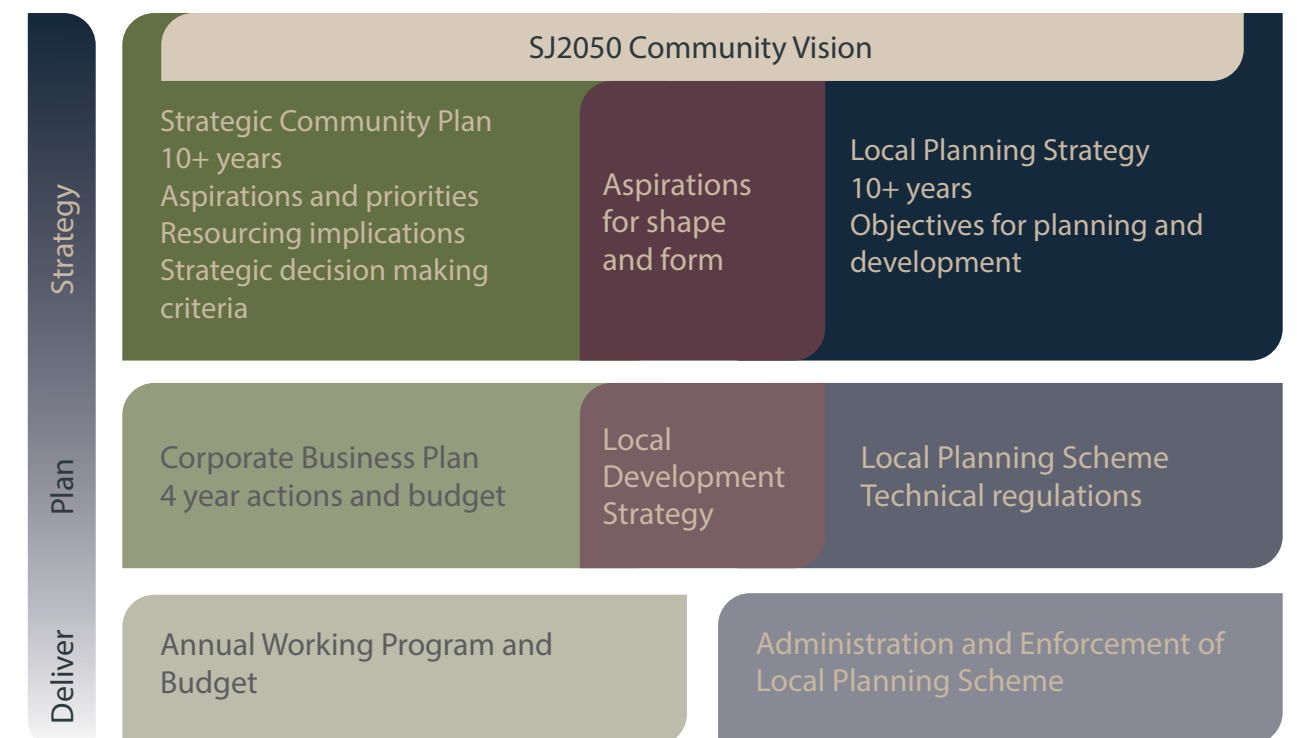 SJ2050 Community Vision
Strategy
Strategic Community Plan
10+ years
Aspirations and priorities
Resourcing implications
Strategic decision making
criteria
Aspirations
for shape
and form
Local Planning Strategy
10+ years
Objectives for planning and
development
Plan
Corporate Business Plan
4 year actions and budget
Local
Development
Strategy
Local Planning Scheme
Technical regulations
Deliver
Annual Working Program and
Budget
Administration and Enforcement of
Local Planning Scheme